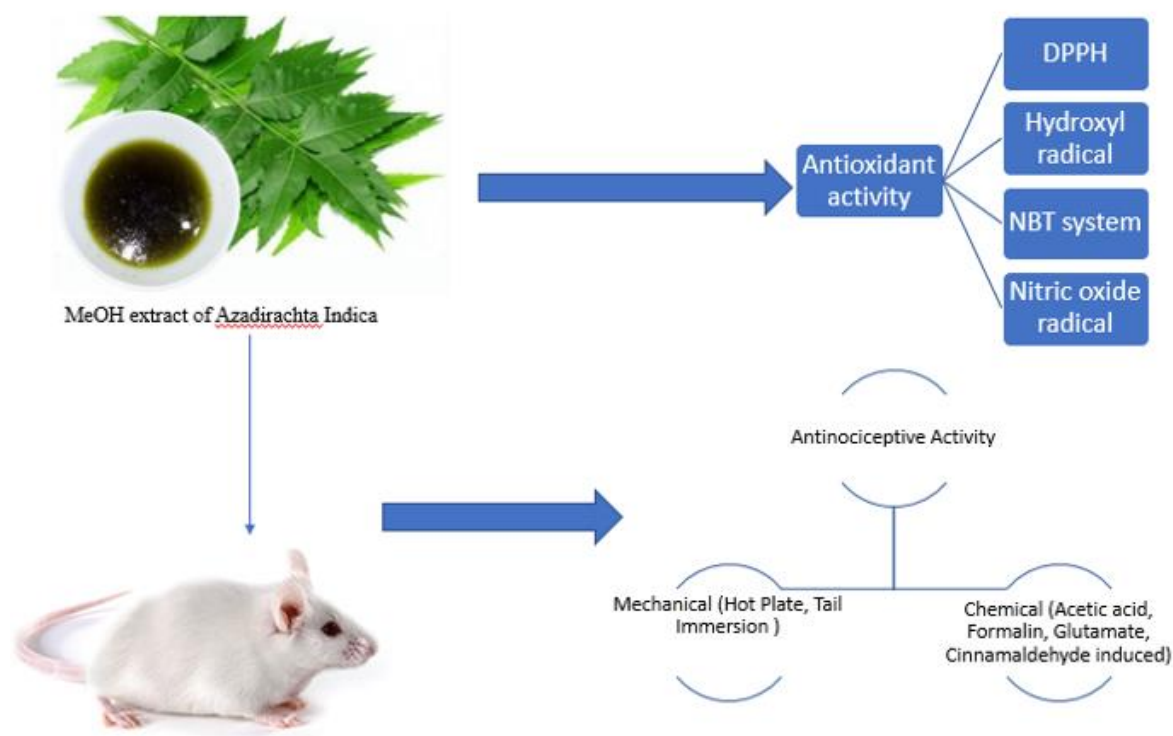 DPPH
Hydroxyl
radical
Antioxidant
activity
NBT system
Nitric oxide
radical
MeOH extract of Azadirachta Indica
Antinociceptive Activity
Mechanical (Hot Plate, Tail
Immersion )
Chemical (Acetic acid,
Formalin, Glutamate,
Cinnamaldehyde induced)